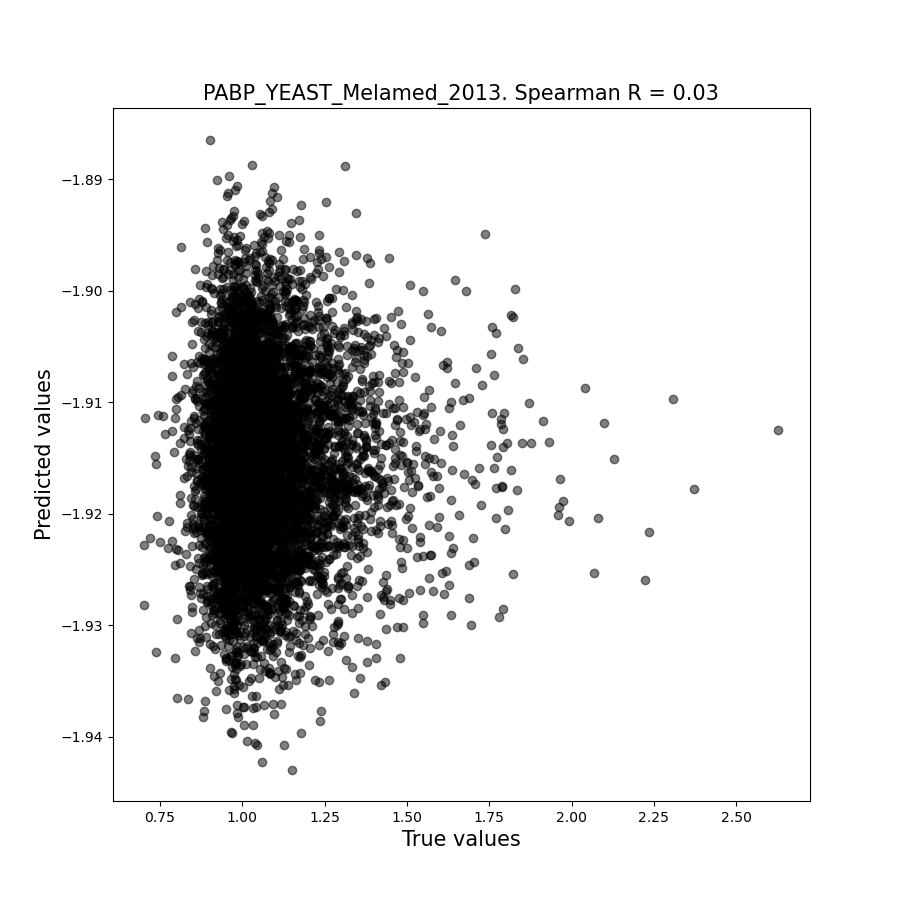 PABP_YEAST_Melamed_2013. Spearman R = 0.03
Predicted values
−1.89
−1.90
−1.91
−1.92
−1.93
−1.94
0.75 1.00 1.25 1.50 1.75 2.00 2.25 2.50
True values